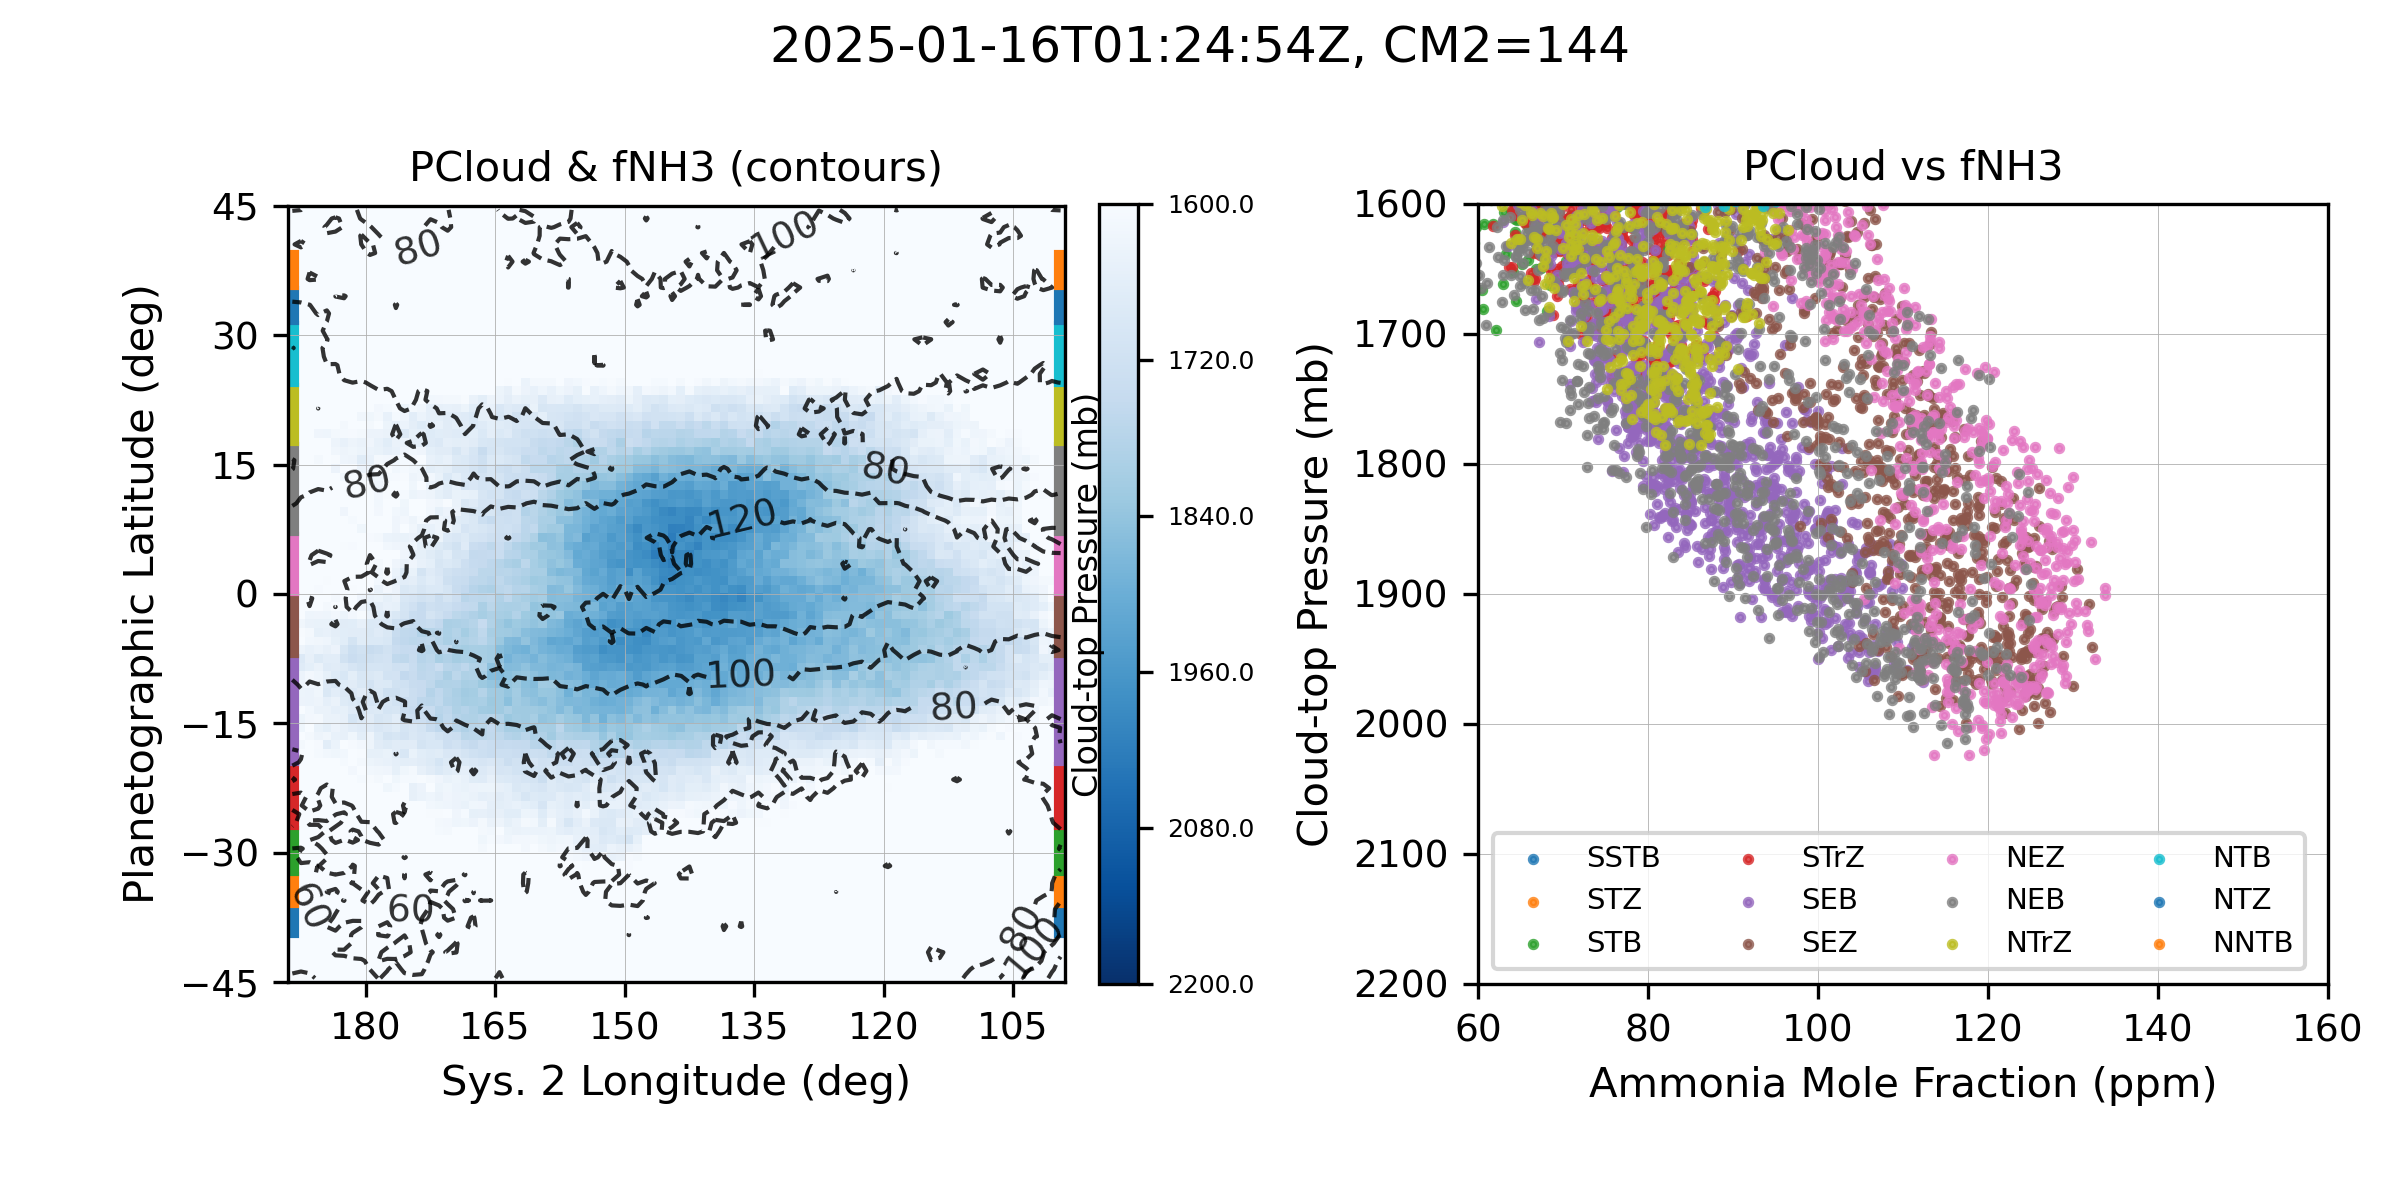 2025-01-16T01:24:54Z, CM2=144
PCloud & fNH3 (contours)
45
30
15
0
−15
−30
−45
Planetographic Latitude (deg)
180
165
150
135
120
105
Sys. 2 Longitude (deg)
80
100
80
80
120
100
80
60
60
80
100
1600.0
1720.0
1840.0
1960.0
2080.0
2200.0
Cloud-top Pressure (mb)
PCloud vs fNH3
1600
1700
1800
1900
2000
2100
2200
Cloud-top Pressure (mb)
60
80
100
120
140
160
Ammonia Mole Fraction (ppm)
SSTB
STZ
STB
STrZ
SEB
SEZ
NEZ
NEB
NTrZ
NTB
NTZ
NNTB